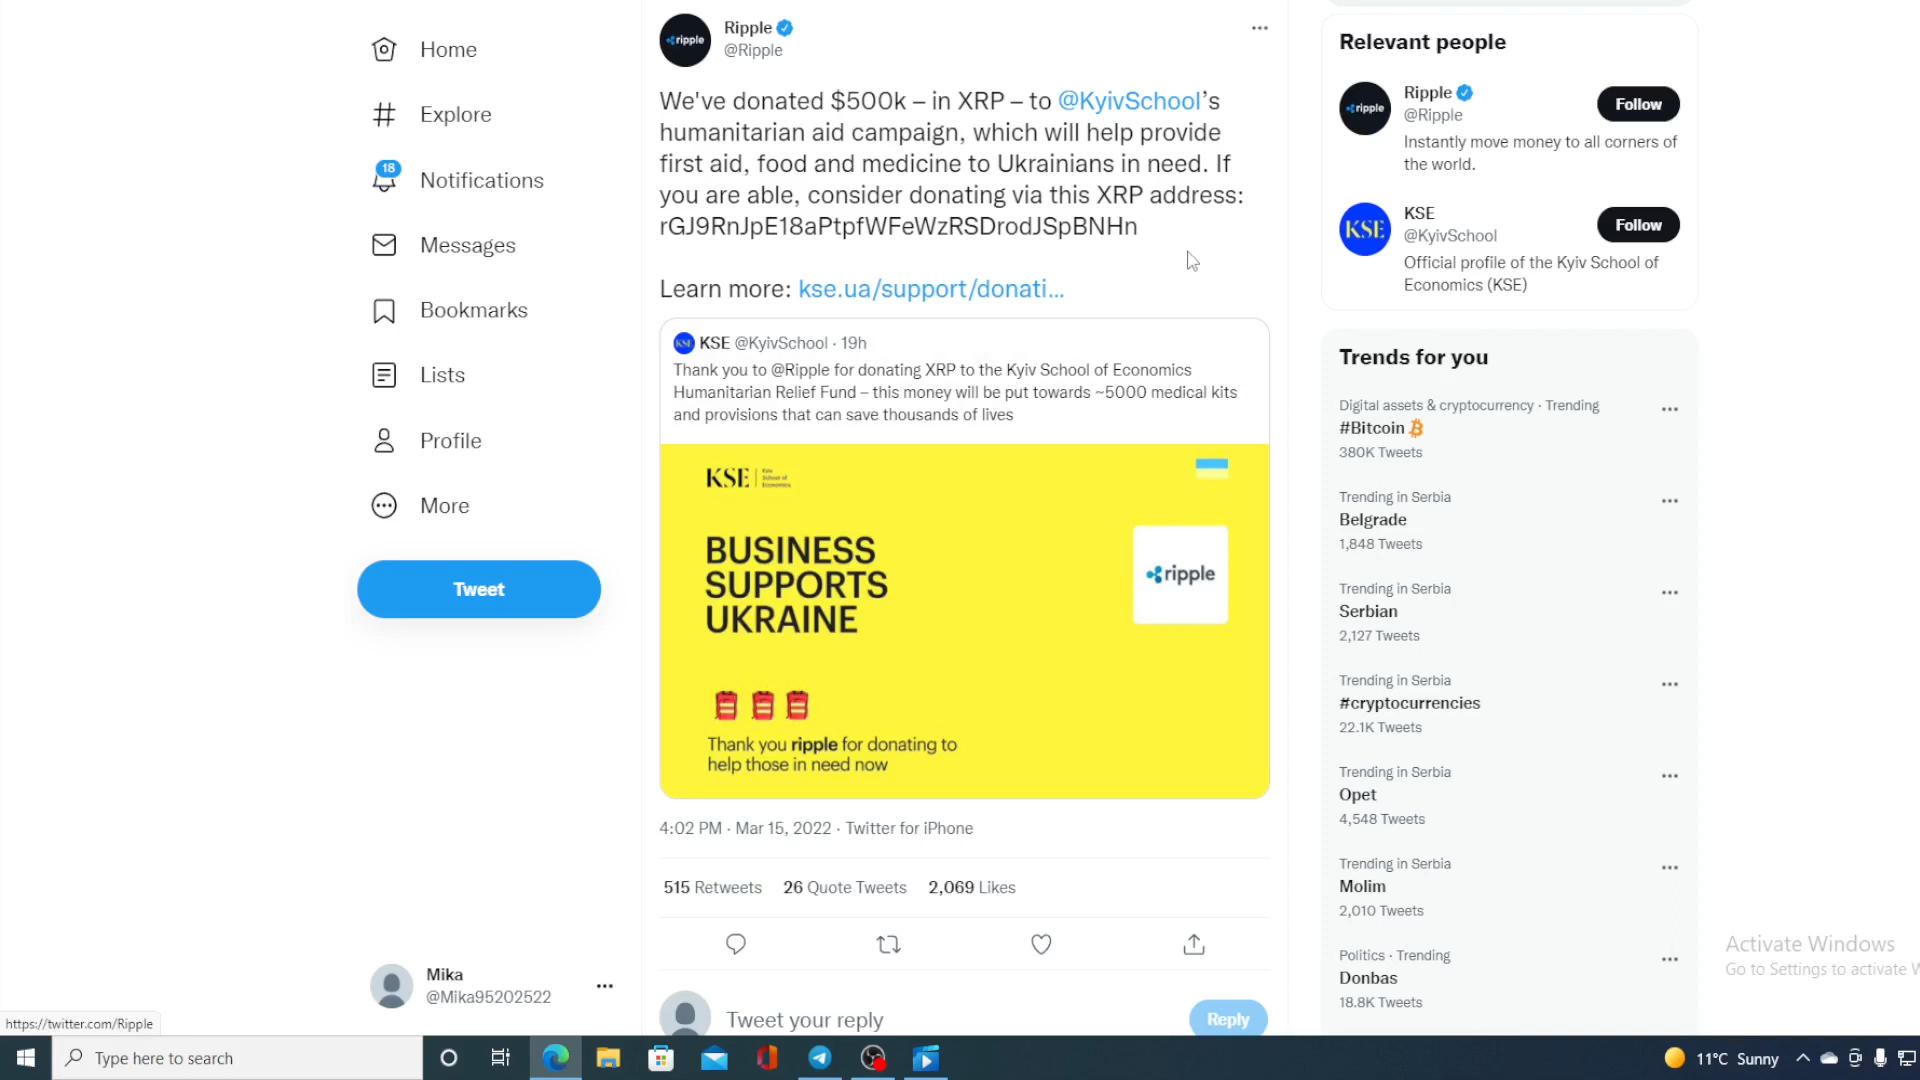 Home
Explore
18
Notifications
Messages
Bookmarks
Lists
Profile
More
Tweet
Mika
@Mika95202522
https://twitter.com/Ripple
ripple
Ripple
@Ripple
We've donated $500k – in XRP – to @KyivSchool's
humanitarian aid campaign, which will help provide
first aid, food and medicine to Ukrainians in need. If
you are able, consider donating via this XRP address:
rGJ9RnJpE18aPtpfWFeWzRSDrodJSpBNHn
Learn more: kse.ua/support/donati...
KSE KSE @KyivSchool · 19h
Thank you to @Ripple for donating XRP to the Kyiv School of Economics
Humanitarian Relief Fund – this money will be put towards ~5000 medical kits
and provisions that can save thousands of lives
KSE
Kyiv
School of
Economics
BUSINESS
SUPPORTS
UKRAINE
ripple
Thank you ripple for donating to
help those in need now
4:02 PM · Mar 15, 2022 · Twitter for iPhone
515 Retweets 26 Quote Tweets 2,069 Likes
Tweet your reply
Reply
Relevant people
ripple
Ripple
@Ripple
Follow
Instantly move money to all corners of
the world.
KSE
KSE
@KyivSchool
Follow
Official profile of the Kyiv School of
Economics (KSE)
Trends for you
Digital assets & cryptocurrency · Trending
#Bitcoin
380K Tweets
Trending in Serbia
Belgrade
1,848 Tweets
Trending in Serbia
Serbian
2,127 Tweets
Trending in Serbia
#cryptocurrencies
22.1K Tweets
Trending in Serbia
Opet
4,548 Tweets
Trending in Serbia
Molim
2,010 Tweets
Politics · Trending
Donbas
18.8K Tweets
Activate Windows
Go to Settings to activate W
Type here to search
11°C Sunny